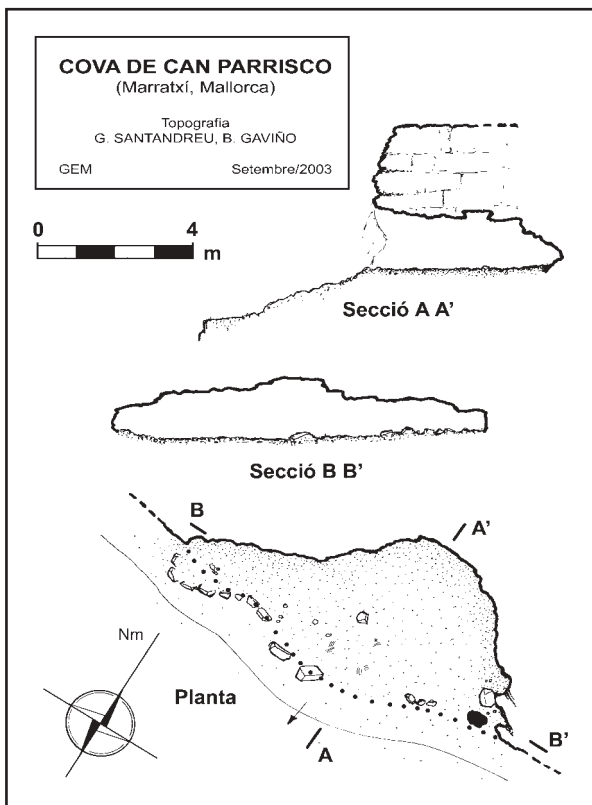 COVA DE CAN PARRISCO
(Marratxí, Mallorca)
Topografia
G. SANTANDREU, B. GAVIÑO
GEM Setembre/2003
0 4
m
Secció A A'
Secció B B'
B
A'
Nm
Planta
A
B'